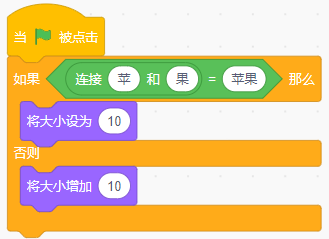 当 被点击
如果 连接 苹 和 果 = 苹果 那么
将大小设为 10
否则
将大小增加 10